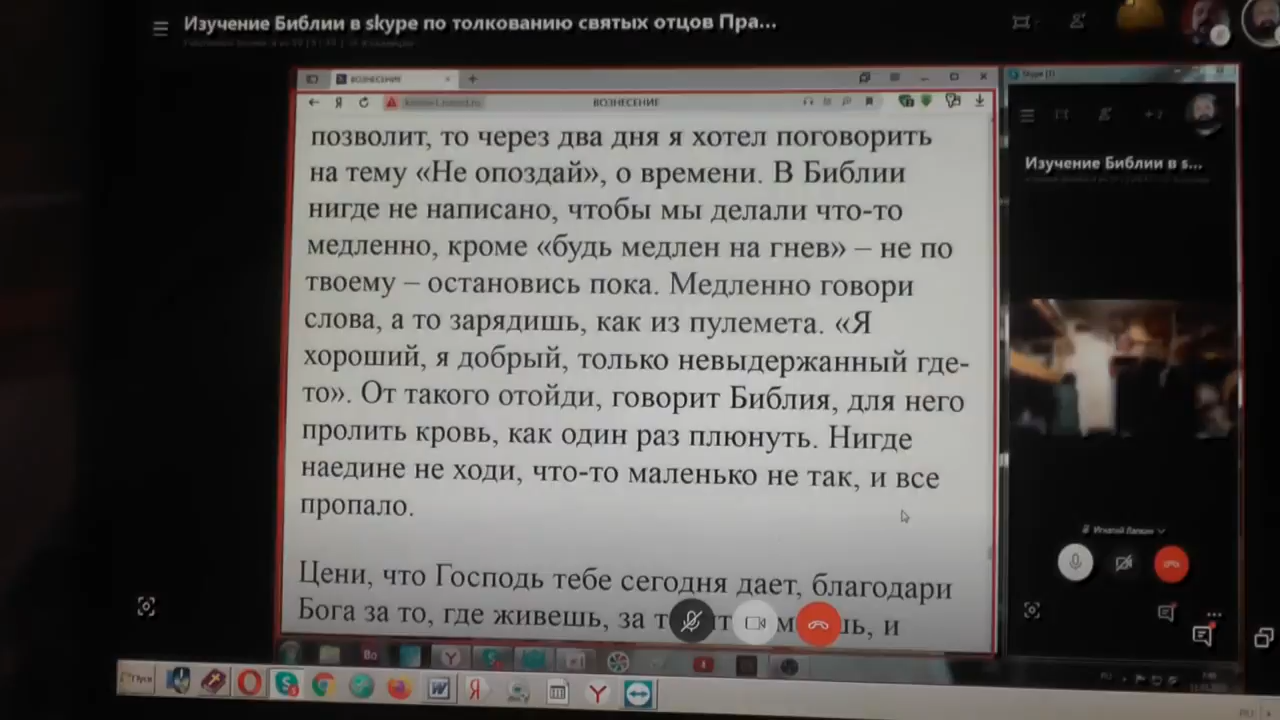 Изучение Библии в skype по толкованию святых отцов Пра...
ВОЗНЕСЕНИЕ
ВОЗНЕСЕНИЕ
позволит, то через два дня я хотел поговорить
на тему «Не опоздай», о времени. В Библии
нигде не написано, чтобы мы делали что-то
медленно, кроме «будь медлен на гнев» – не по
твоему – остановись пока. Медленно говори
слова, а то зарядишь, как из пулемета. «Я
хороший, я добрый, только невыдержанный где-
то». От такого отойди, говорит Библия, для него
пролить кровь, как один раз плюнуть. Нигде
наедине не ходи, что-то маленько не так, и все
пропало.
Цени, что Господь тебе сегодня дает, благодари
Бога за то, где живешь, за т и
Изучение Библии в s...
Игнатий Лапкин
Пуск